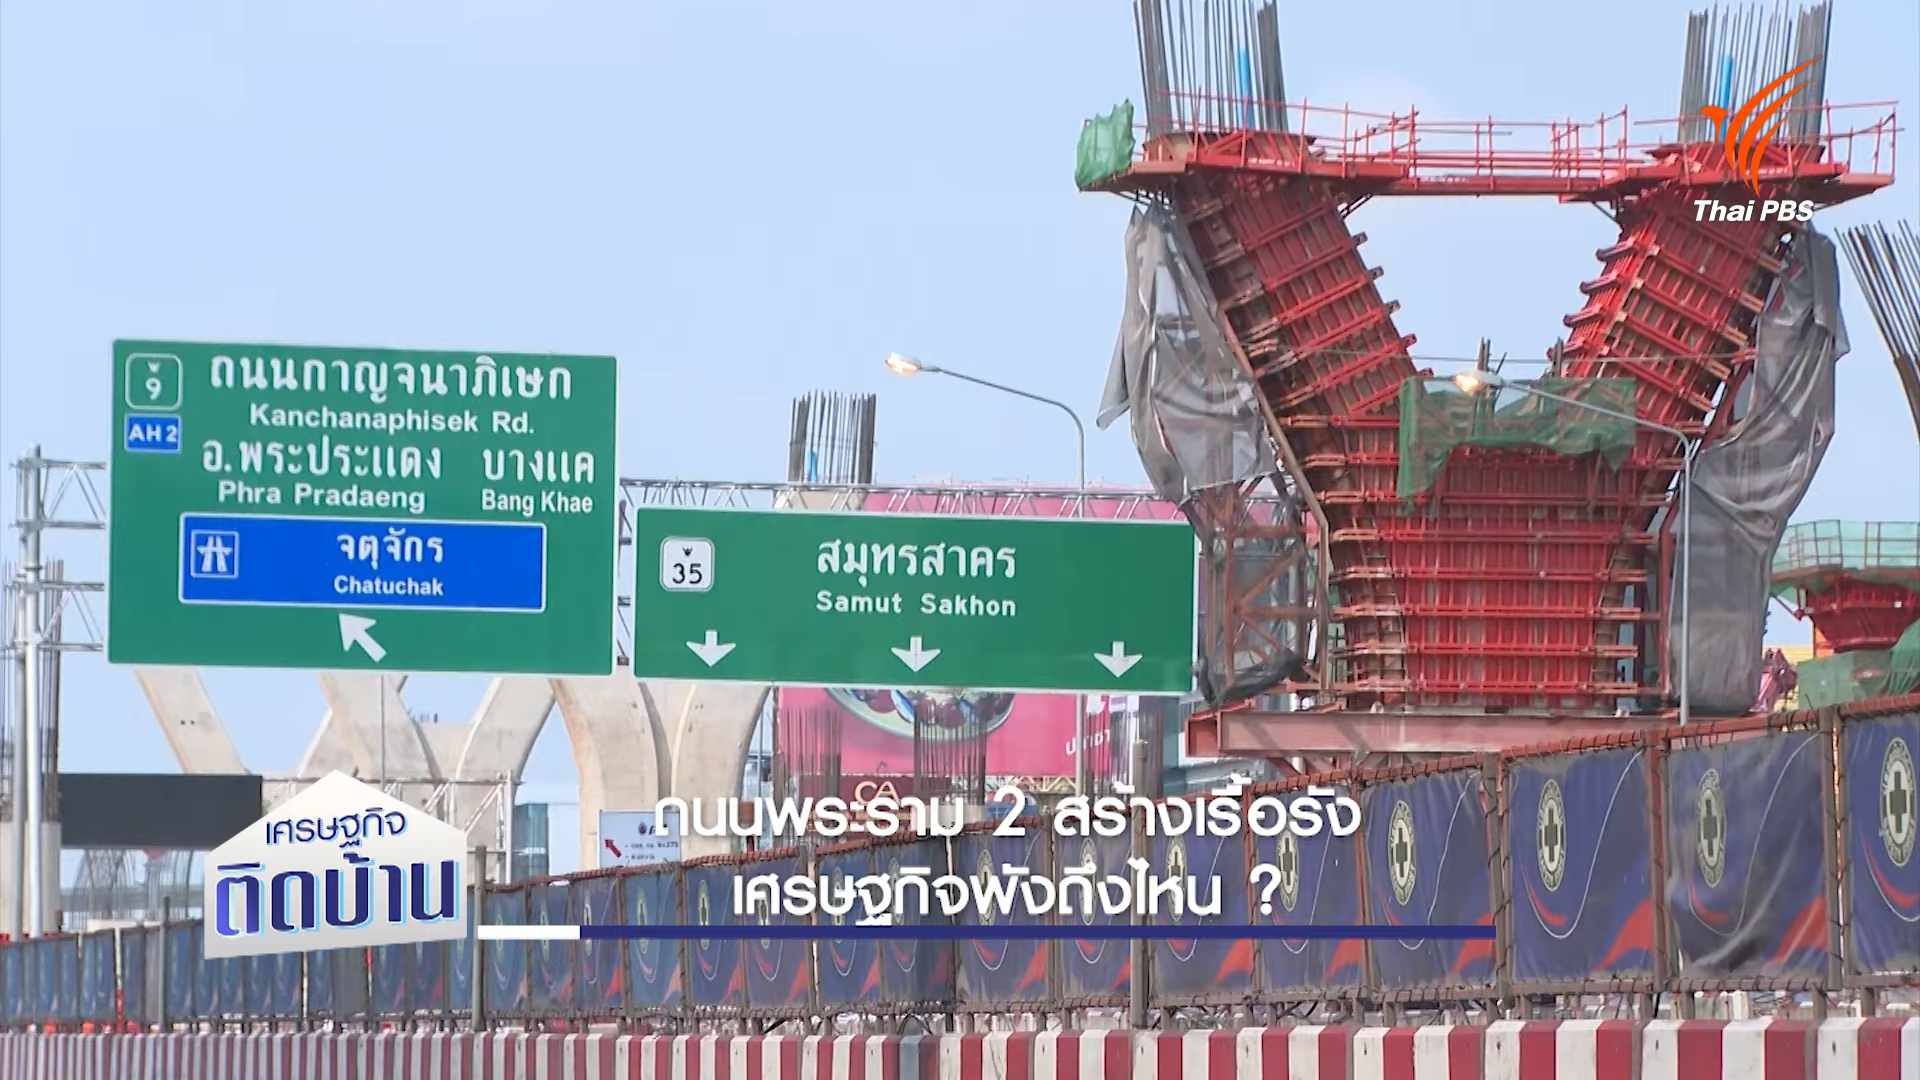 Thai PBS
9
ถนนกาญจนาภิเษก
Kanchanaphisek Rd.
AH 2
อ.พระประแดง บางแค
Phra Pradaeng Bang Khae
จตุจักร
Chatuchak
35
สมุทรสาคร
Samut Sakhon
CA
เศรษฐกิจ
ติดบ้าน
ถนนพระราม 2 สร้างเรื้อรัง
เศรษฐกิจพังถึงไหน ?